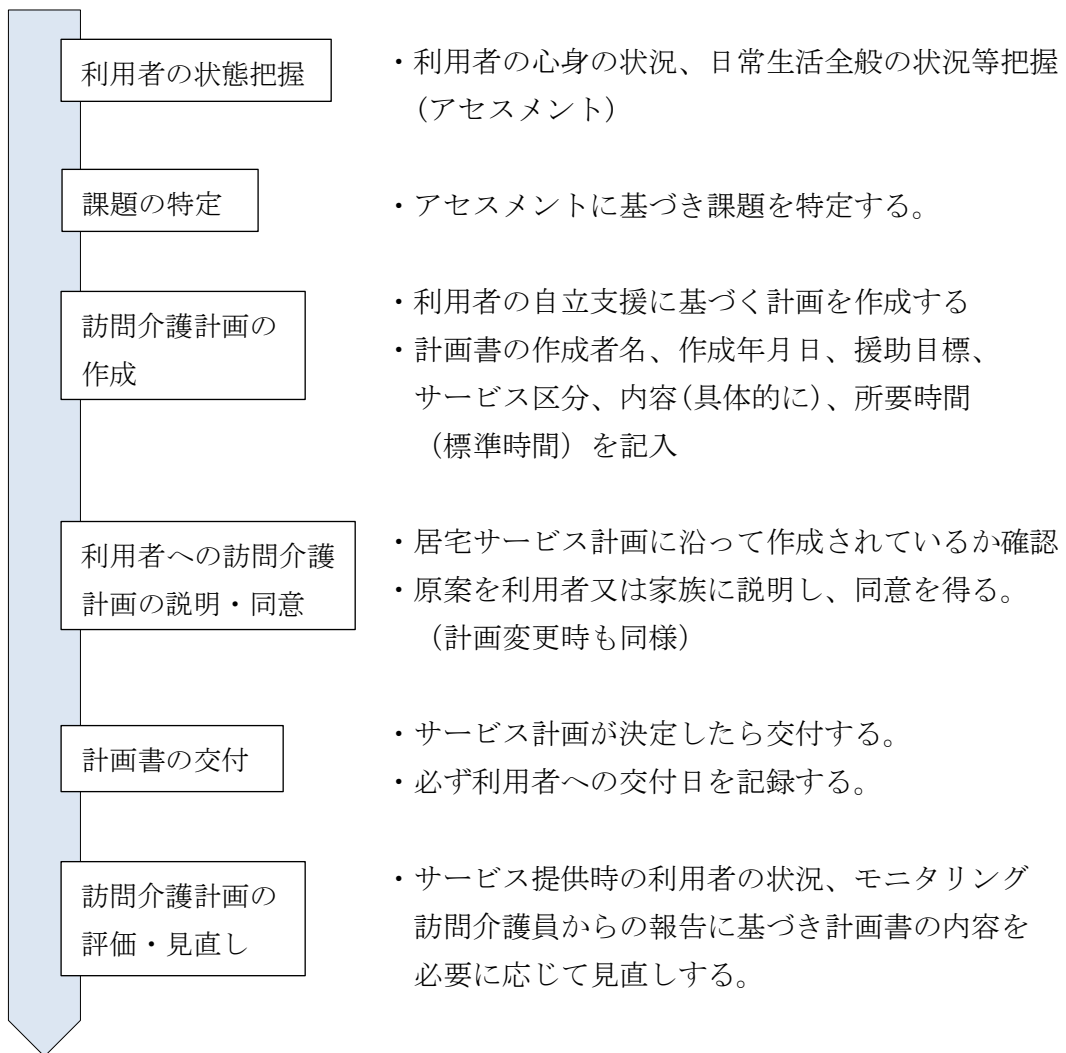 利用者の状態把握
・利用者の心身の状況、日常生活全般の状況等把握
（アセスメント）
課題の特定
・アセスメントに基づき課題を特定する。
訪問介護計画の
作成
・利用者の自立支援に基づく計画を作成する
・計画書の作成者名、作成年月日、援助目標、
サービス区分、内容(具体的に)、所要時間
（標準時間）を記入
利用者への訪問介護
計画の説明・同意
・居宅サービス計画に沿って作成されているか確認
・原案を利用者又は家族に説明し、同意を得る。
（計画変更時も同様）
計画書の交付
・サービス計画が決定したら交付する。
・必ず利用者への交付日を記録する。
訪問介護計画の
評価・見直し
・サービス提供時の利用者の状況、モニタリング
訪問介護員からの報告に基づき計画書の内容を
必要に応じて見直しする。